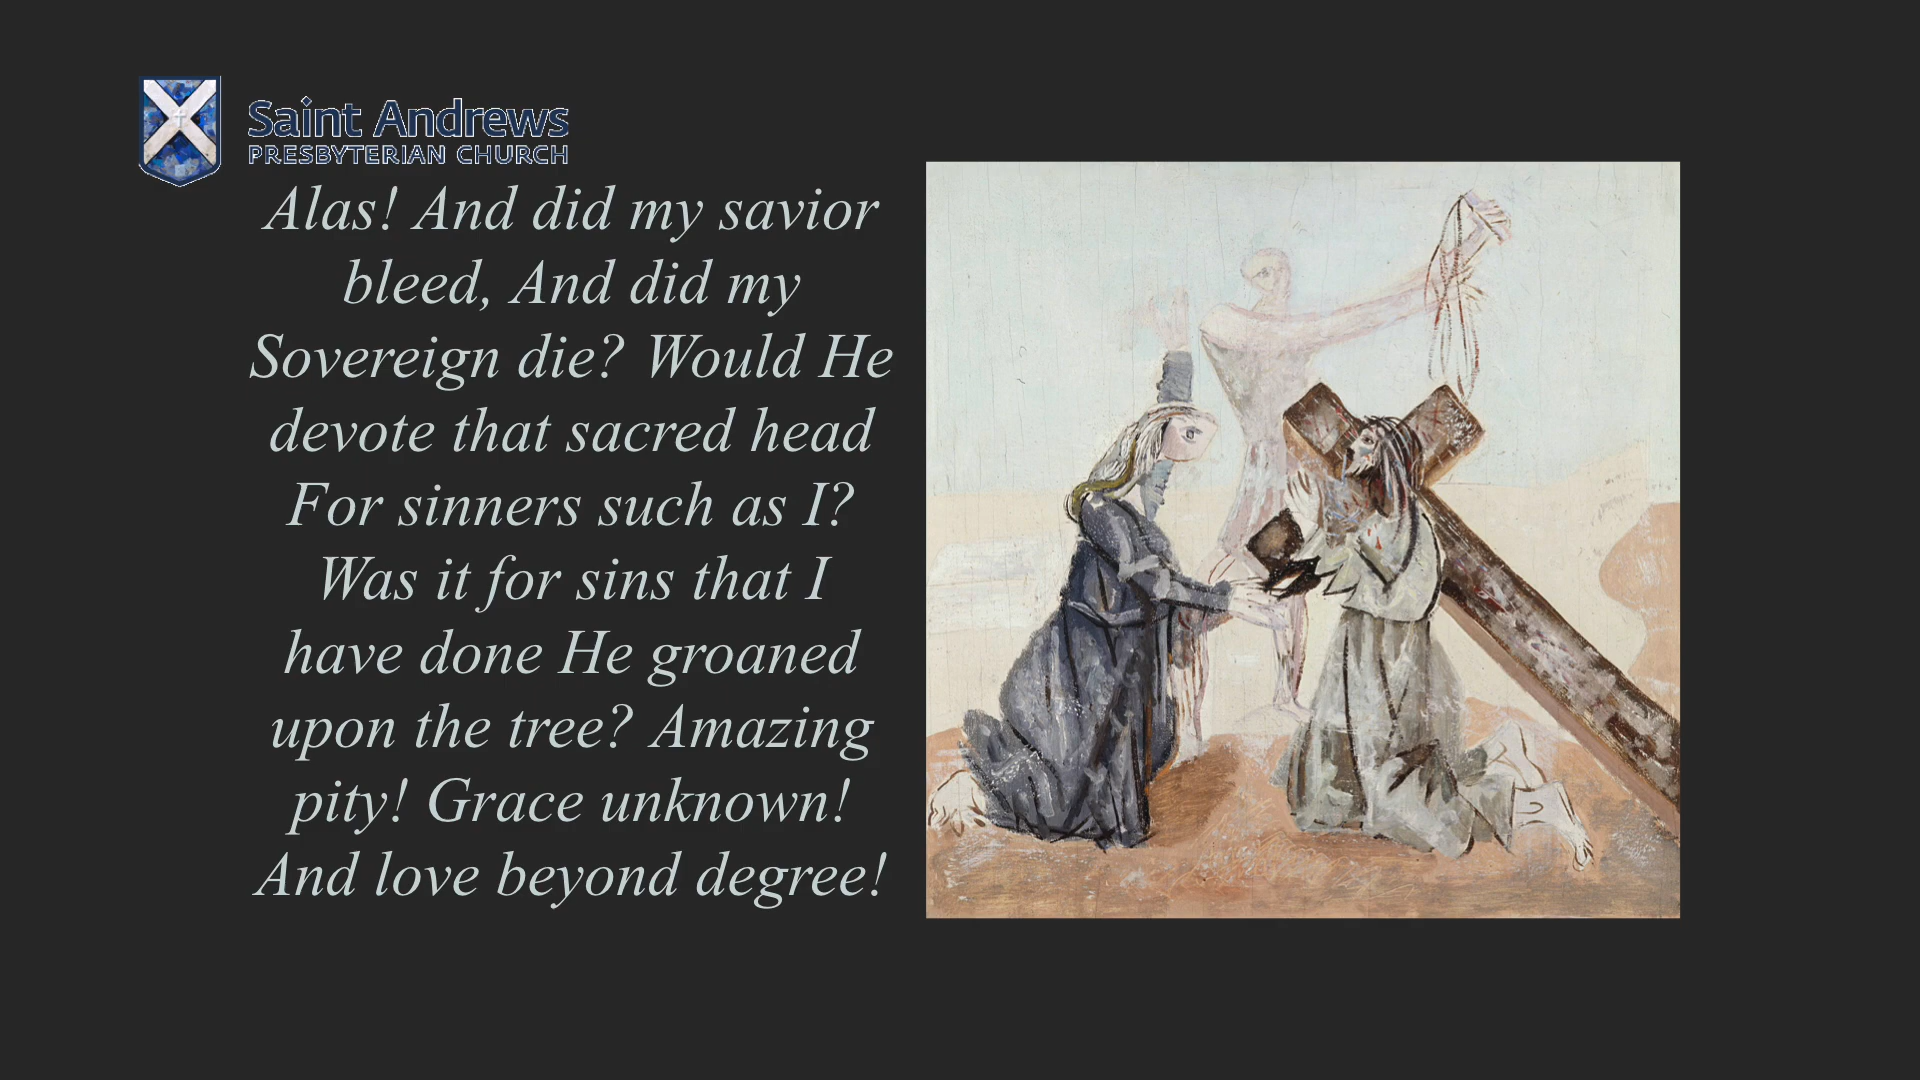 Saint Andrews
PRESBYTERIAN CHURCH
Alas! And did my savior
bleed, And did my
Sovereign die? Would He
devote that sacred head
For sinners such as I?
Was it for sins that I
have done He groaned
upon the tree? Amazing
pity! Grace unknown!
And love beyond degree!